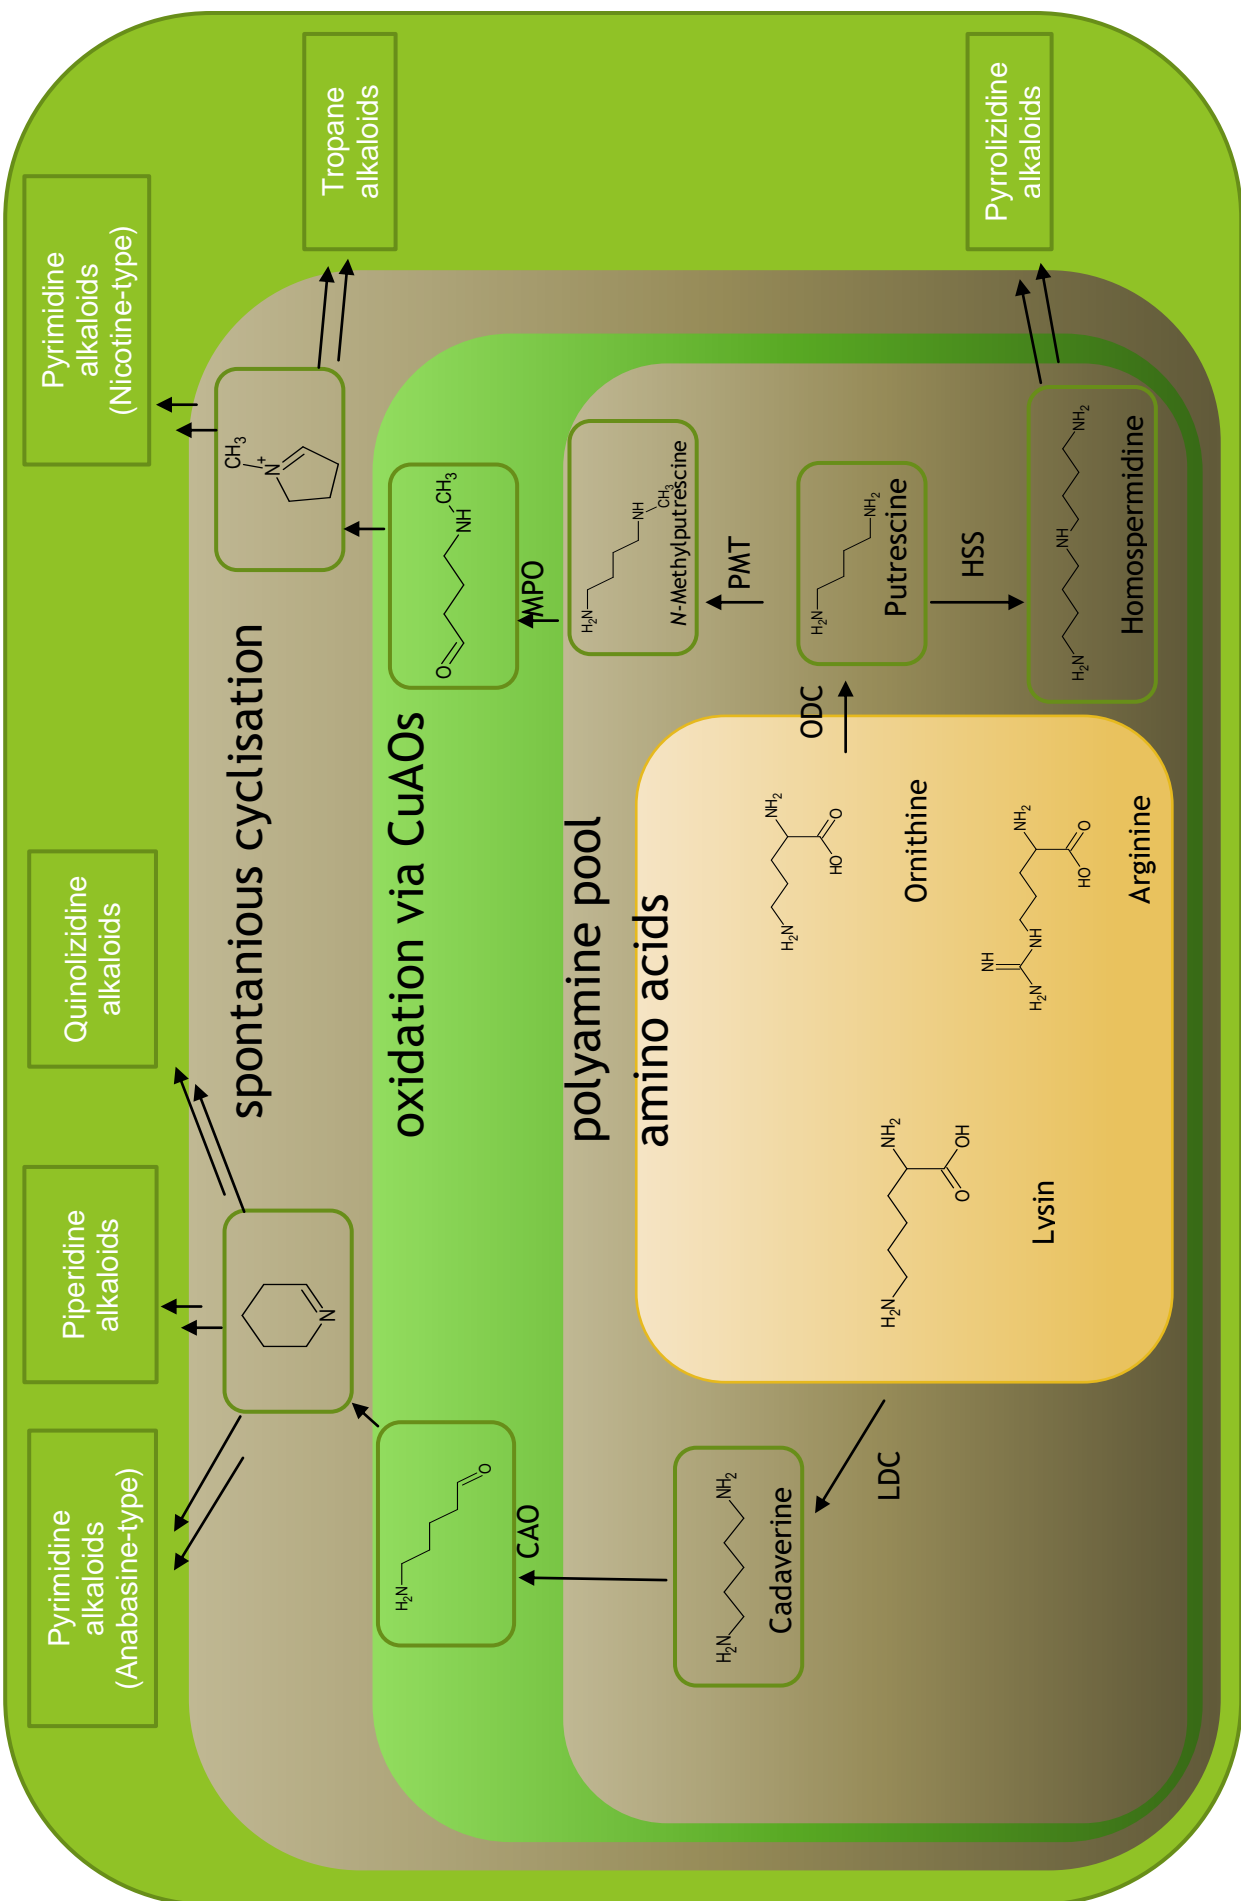 Pyrimidine
alkaloids
(Anabasine-type)
Piperidine
alkaloids
Quinolizidine
alkaloids
Pyrimidine
alkaloids
(Nicotine-type)
Tropane
alkaloids
spontanious cyclisation
N
CH3
N+
oxidation via CuAOs
H2N
O
O
NH
CH3
CAO
MPO
polyamine pool
H2N
NH
CH3
N-Methylputrescine
amino acids
H2N
NH2
Cadaverine
LDC
PMT
H2N
NH2
O
OH
Lvsin
H2N
NH2
HO
O
Ornithine
ODC
H2N
NH2
Putrescine
HSS
NH
H2N
NH
NH2
HO
O
Arginine
H2N
NH
NH2
Homospermidine
Pyrrolizidine
alkaloids